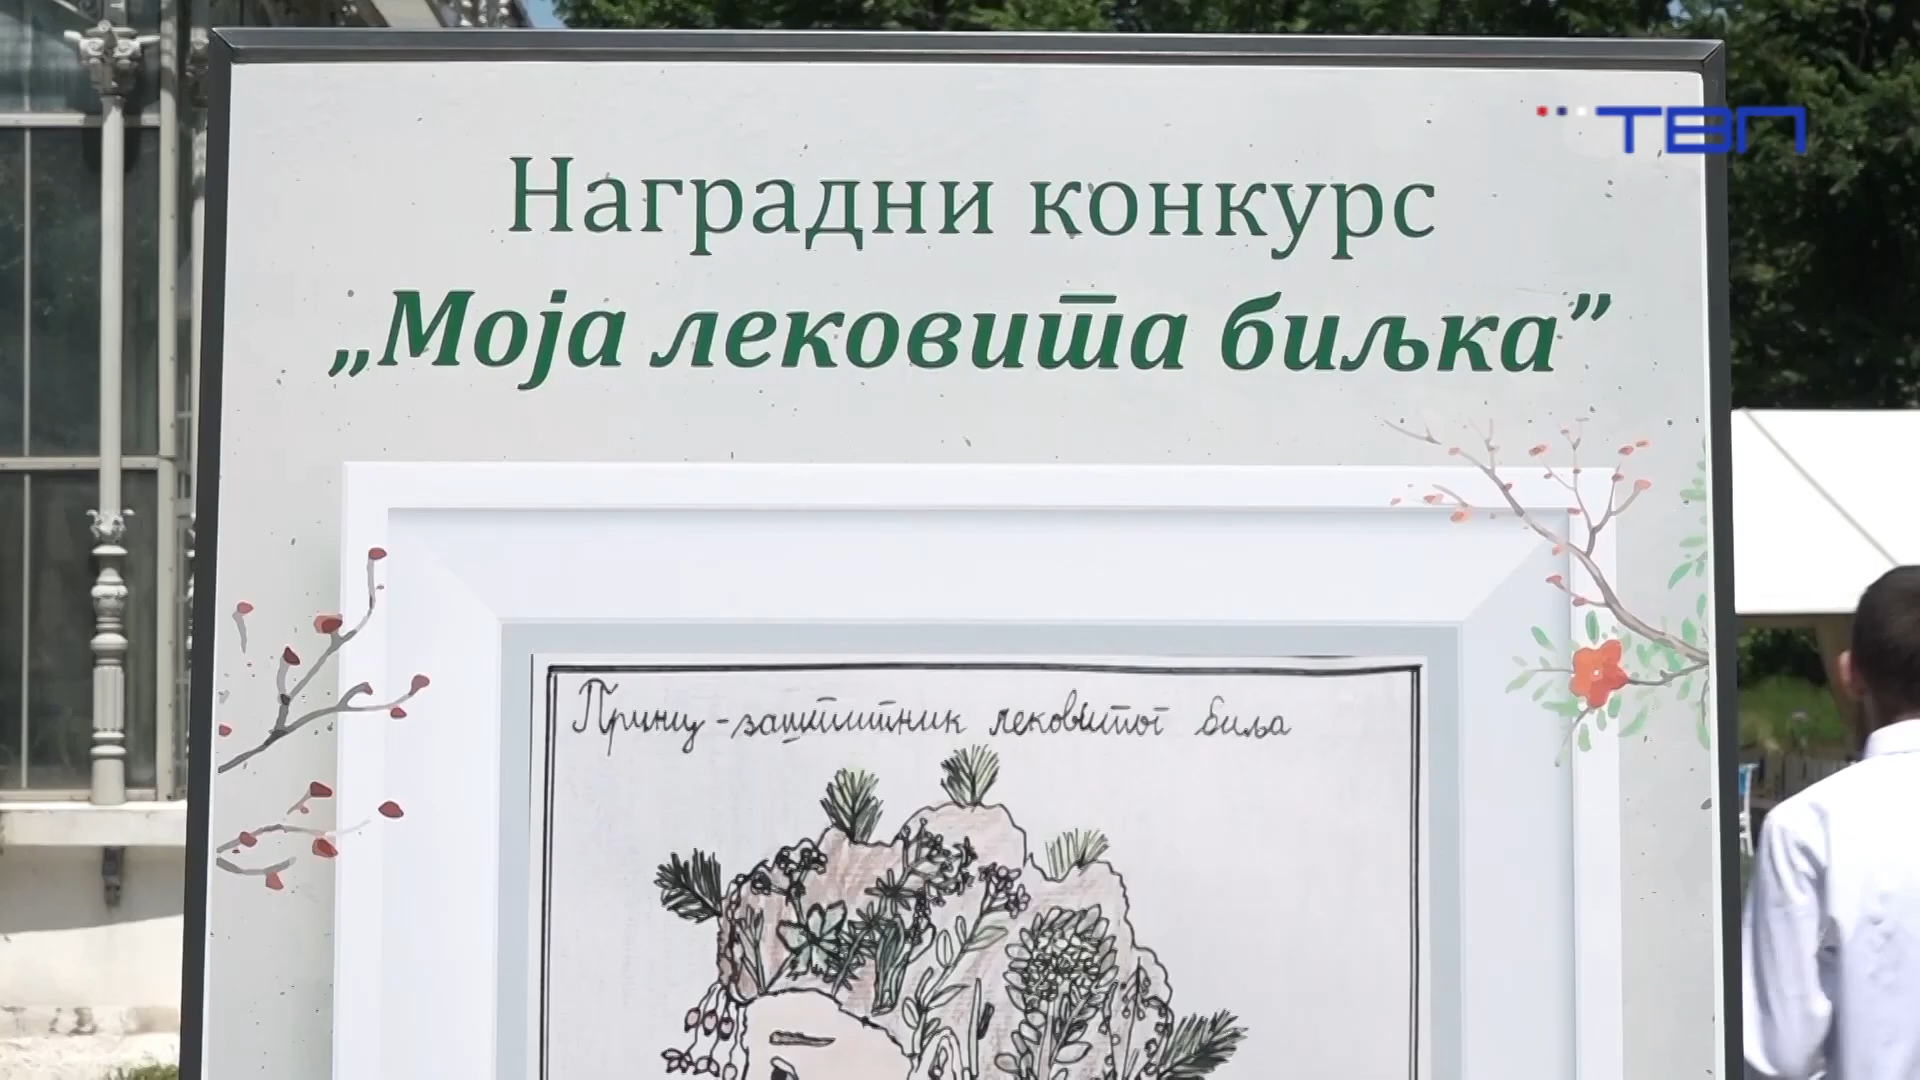 ТВП
Наградни конкурс
„Моја лековита биљка”
Принц - заштитник лековитог биља